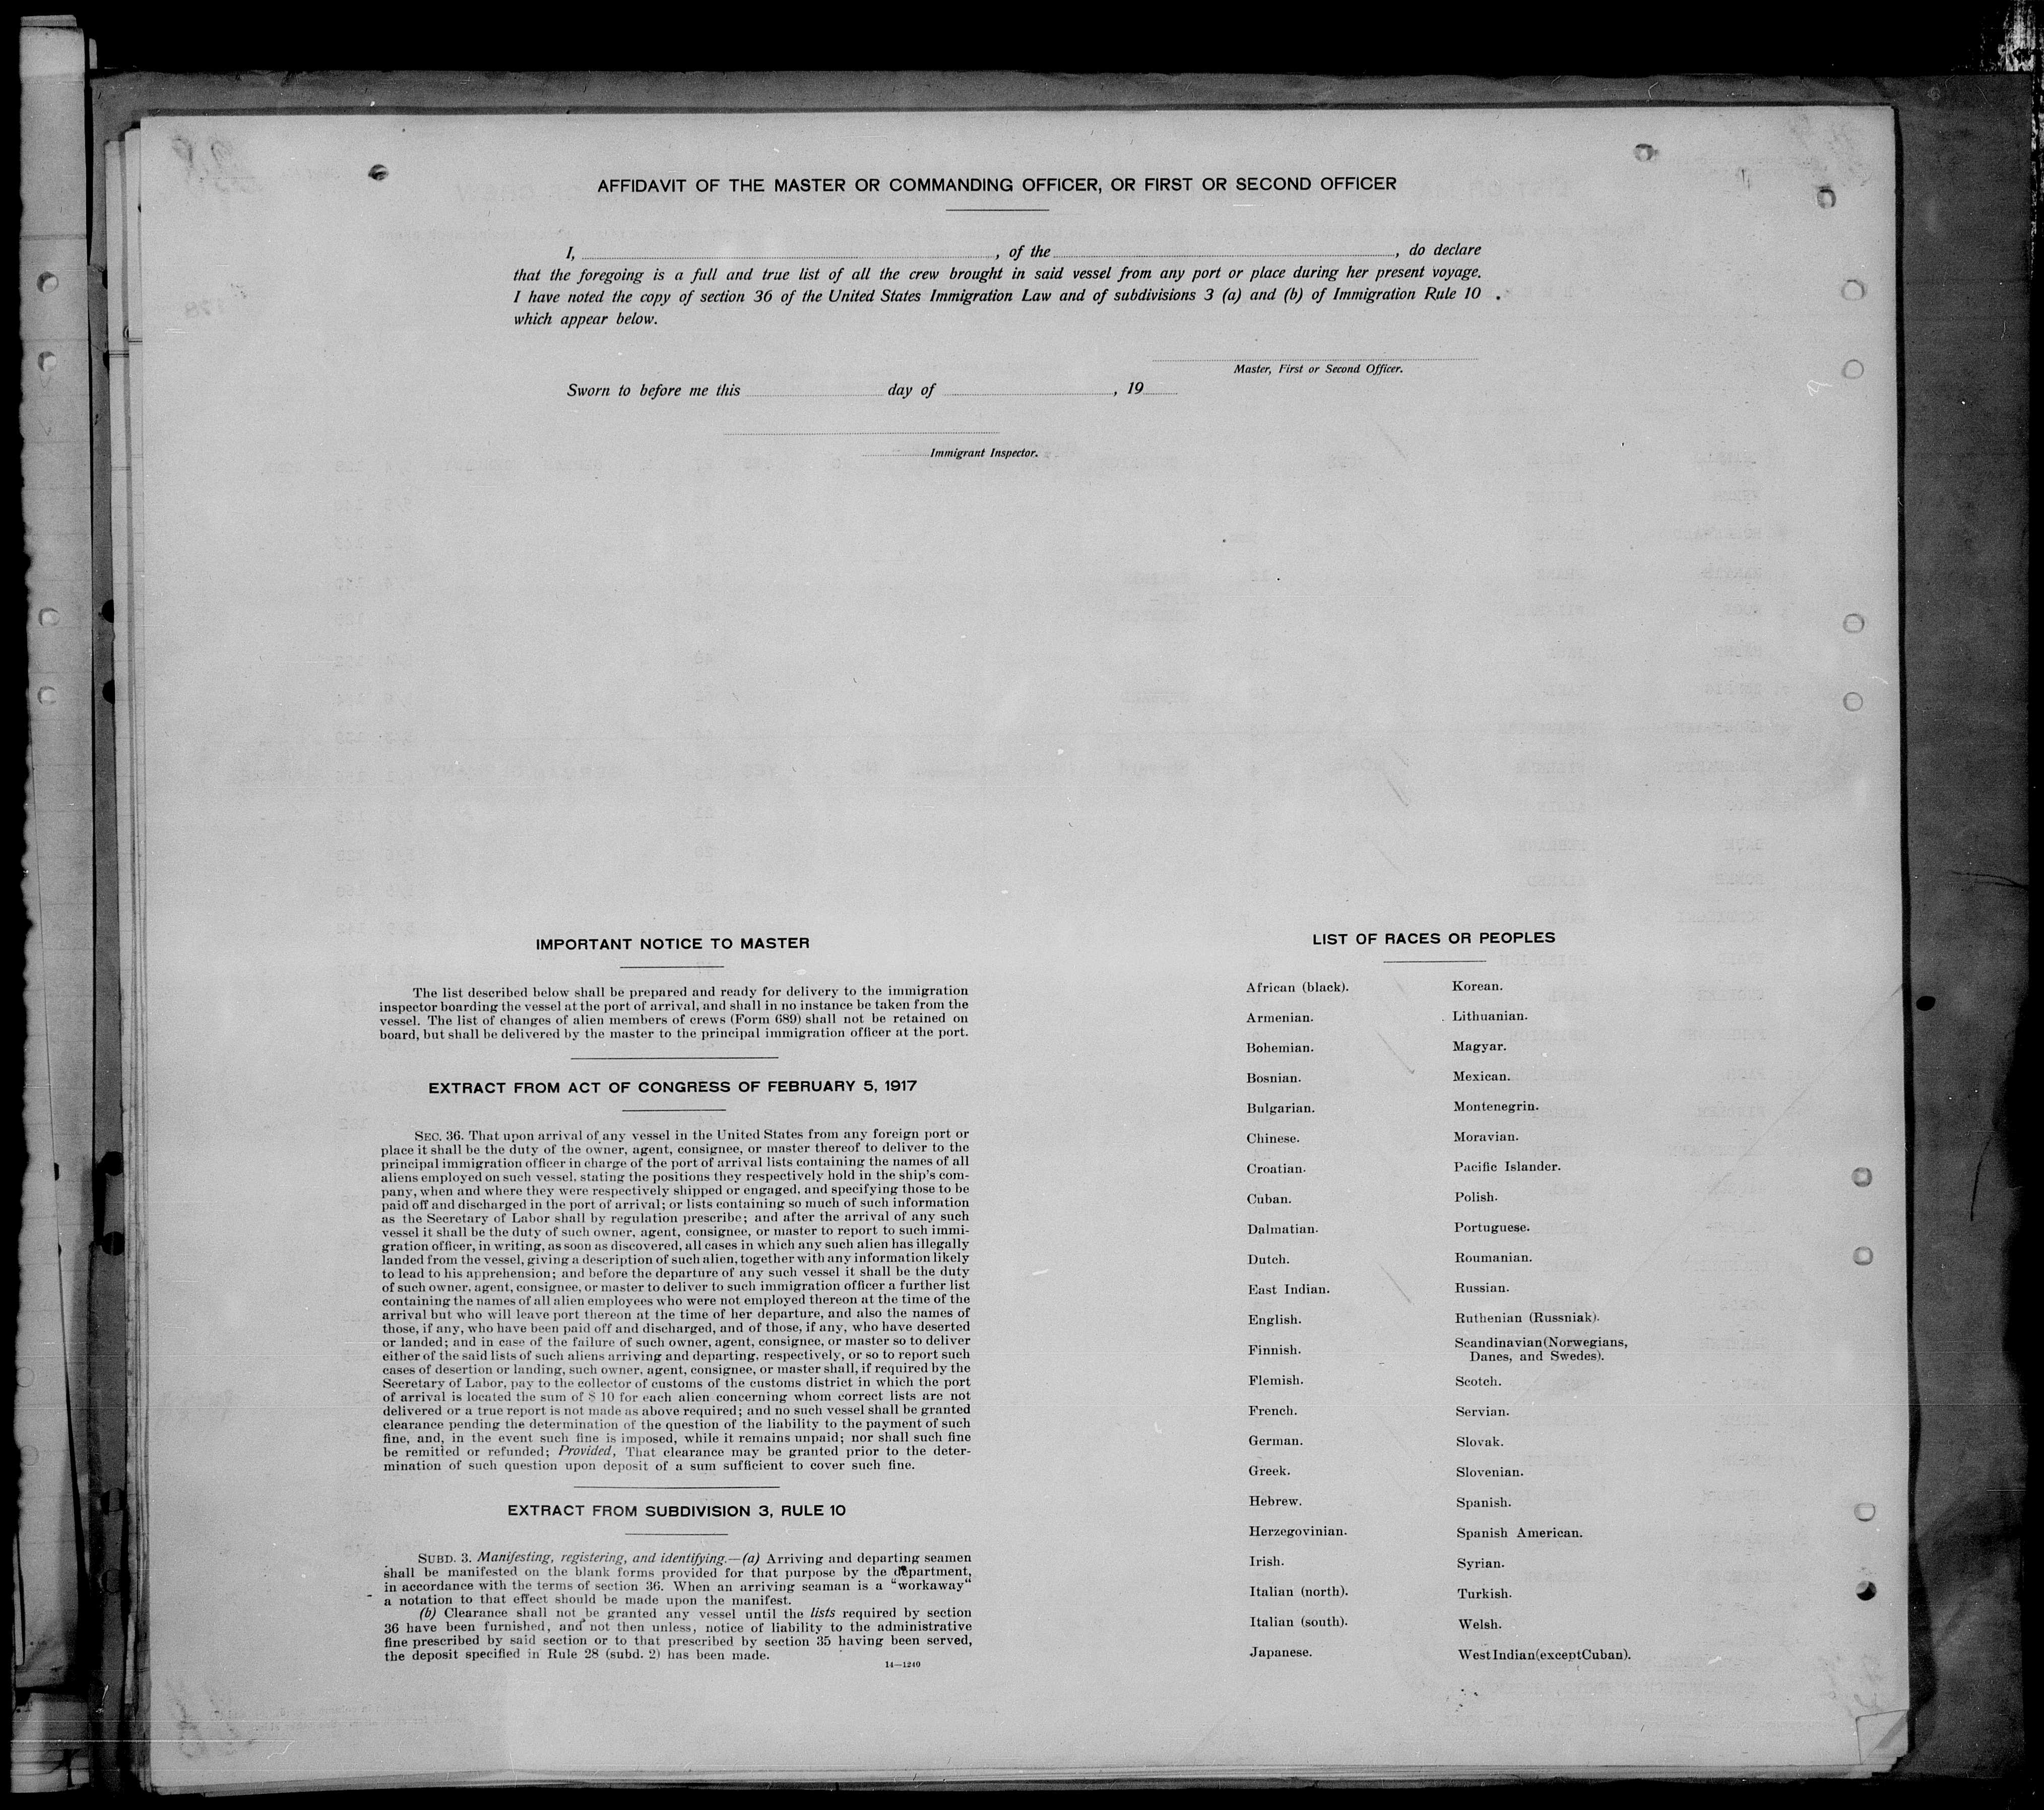 AFFIDAVIT OF THE MASTER OR COMMANDING OFFICER, OR FIRST OR SECOND OFFICER
I, , of the , do declare
that the foregoing is a full and true list of all the crew brought in said vessel from any port or place during her present voyage.
I have noted the copy of section 36 of the United States Immigration Law and of subdivisions 3 (a) and (b) of Immigration Rule 10
which appear below.
Master, First or Second Officer.
Sworn to before me this day of , 19
Immigrant Inspector.
IMPORTANT NOTICE TO MASTER
The list described below shall be prepared and ready for delivery to the immigration
inspector boarding the vessel at the port of arrival, and shall in no instance be taken from the
vessel. The list of changes of alien members of crews (Form 689) shall not be retained on
board, but shall be delivered by the master to the principal immigration officer at the port.
EXTRACT FROM ACT OF CONGRESS OF FEBRUARY 5, 1917
SEC. 36. That upon arrival of any vessel in the United States from any foreign port or
place it shall be the duty of the owner, agent, consignee, or master thereof to deliver to the
principal immigration officer in charge of the port of arrival lists containing the names of all
aliens employed on such vessel, stating the positions they respectively hold in the ship's com-
pany, when and where they were respectively shipped or engaged, and specifying those to be
paid off and discharged in the port of arrival; or lists containing so much of such information
as the Secretary of Labor shall by regulation prescribe; and after the arrival of any such
vessel it shall be the duty of such owner, agent, consignee, or master to report to such immi-
gration officer, in writing, as soon as discovered, all cases in which any such alien has illegally
landed from the vessel, giving a description of such alien, together with any information likely
to lead to his apprehension; and before the departure of any such vessel it shall be the duty
of such owner, agent, consignee, or master to deliver to such immigration officer a further list
containing the names of all alien employees who were not employed thereon at the time of the
arrival but who will leave port thereon at the time of her departure, and also the names of
those, if any, who have been paid off and discharged, and of those, if any, who have deserted
or landed; and in case of the failure of such owner, agent, consignee, or master so to deliver
either of the said lists of such aliens arriving and departing, respectively, or so to report such
cases of desertion or landing, such owner, agent, consignee, or master shall, if required by the
Secretary of Labor, pay to the collector of customs of the customs district in which the port
of arrival is located the sum of $ 10 for each alien concerning whom correct lists are not
delivered or a true report is not made as above required; and no such vessel shall be granted
clearance pending the determination of the question of the liability to the payment of such
fine, and, in the event such fine is imposed, while it remains unpaid; nor shall such fine
be remitted or refunded; Provided, That clearance may be granted prior to the deter-
mination of such question upon deposit of a sum sufficient to cover such fine.
EXTRACT FROM SUBDIVISION 3, RULE 10
SUBD. 3. Manifesting, registering, and identifying.—(a) Arriving and departing seamen
shall be manifested on the blank forms provided for that purpose by the department,
in accordance with the terms of section 36. When an arriving seaman is a "workaway"
a notation to that effect should be made upon the manifest.
(b) Clearance shall not be granted any vessel until the lists required by section
36 have been furnished, and not then unless, notice of liability to the administrative
fine prescribed by said section or to that prescribed by section 35 having been served,
the deposit specified in Rule 28 (subd. 2) has been made.
14—1240
LIST OF RACES OR PEOPLES
African (black).
Armenian.
Bohemian.
Bosnian.
Bulgarian.
Chinese.
Croatian.
Cuban.
Dalmatian.
Dutch.
East Indian.
English.
Finnish.
Flemish.
French.
German.
Greek.
Hebrew.
Herzegovinian.
Irish.
Italian (north).
Italian (south).
Japanese.
Korean.
Lithuanian.
Magyar.
Mexican.
Montenegrin.
Moravian.
Pacific Islander.
Polish.
Portuguese.
Roumanian.
Russian.
Ruthenian (Russniak).
Scandinavian (Norwegians,
Danes, and Swedes).
Scotch.
Servian.
Slovak.
Slovenian.
Spanish.
Spanish American.
Syrian.
Turkish.
Welsh.
West Indian (except Cuban).